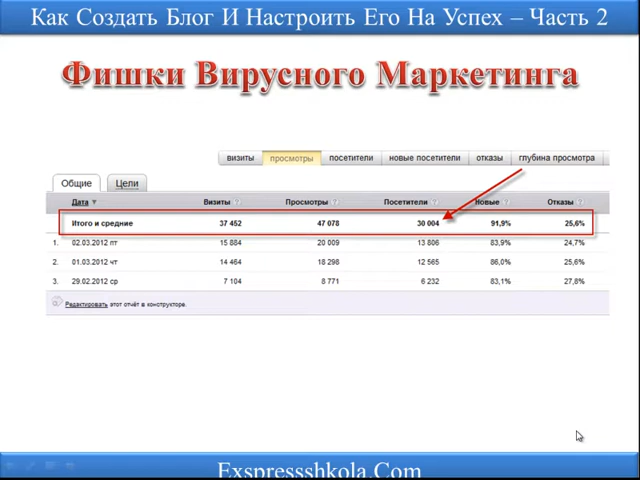 Как Создать Блог И Настроить Его На Успех – Часть 2
Фишки Вирусного Маркетинга
визиты просмотры посетители новые посетители отказы глубина просмотра
Общие Цели
Дата ▼ Визиты ? Просмотры ? Посетители ? Новые ? Отказы ?
Итого и средние 37 452 47 078 30 004 91,9% 25,6%
1. 02.03.2012 пт 15 884 20 009 13 806 83,9% 24,7%
2. 01.03.2012 чт 14 464 18 298 12 565 86,0% 25,6%
3. 29.02.2012 ср 7 104 8 771 6 232 83,1% 27,8%
Редактировать этот отчёт в конструкторе.
Exspressshkola.Com